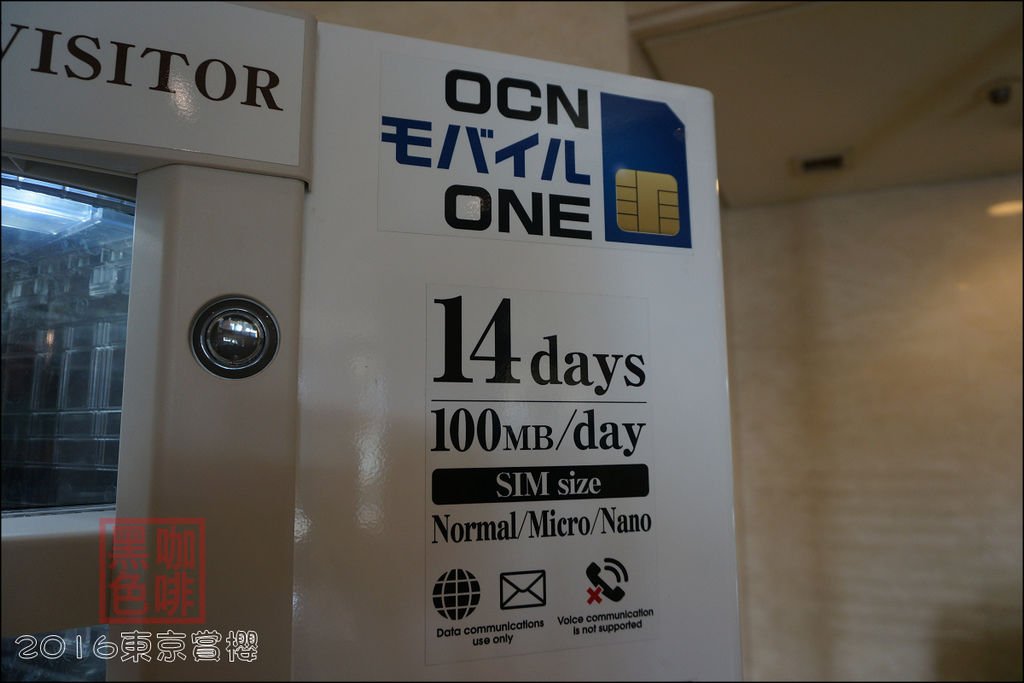 VISITOR
OCN
モバイル
ONE
14 days
100MB/day
SIM size
Normal/Micro/Nano
Data communications
use only
Voice communication
is not supported
黑色咖啡
2016東京賞櫻